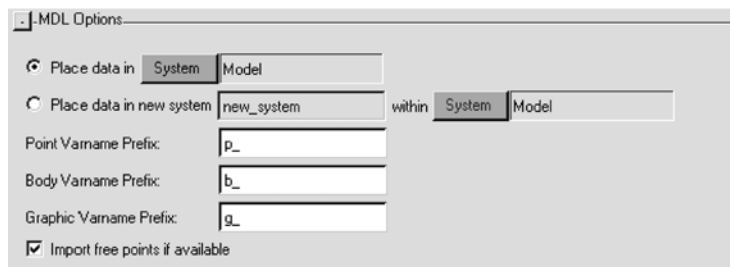 MDL Options
Place data in System Model
Place data in new system new_system within System Model
Point Varname Prefix: p_
Body Varname Prefix: b_
Graphic Varname Prefix: g_
Import free points if available